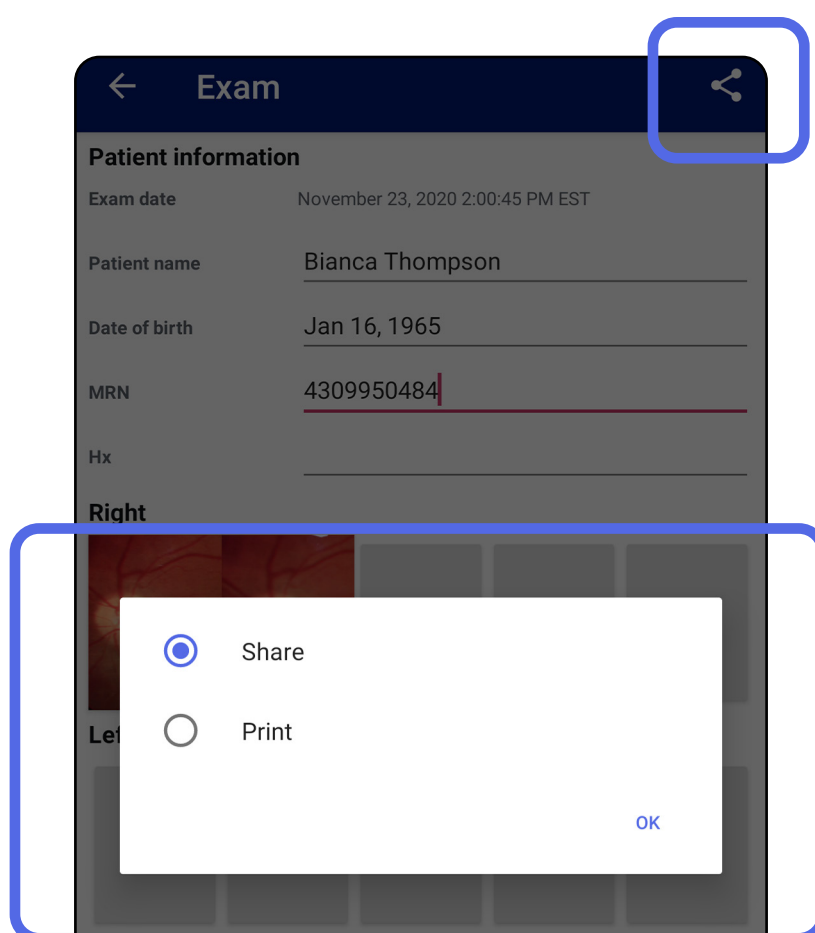 Exam
Patient information
Exam date November 23, 2020 2:00:45 PM EST
Patient name Bianca Thompson
Date of birth Jan 16, 1965
MRN 4309950484
Hx
Right
Share
Print
OK